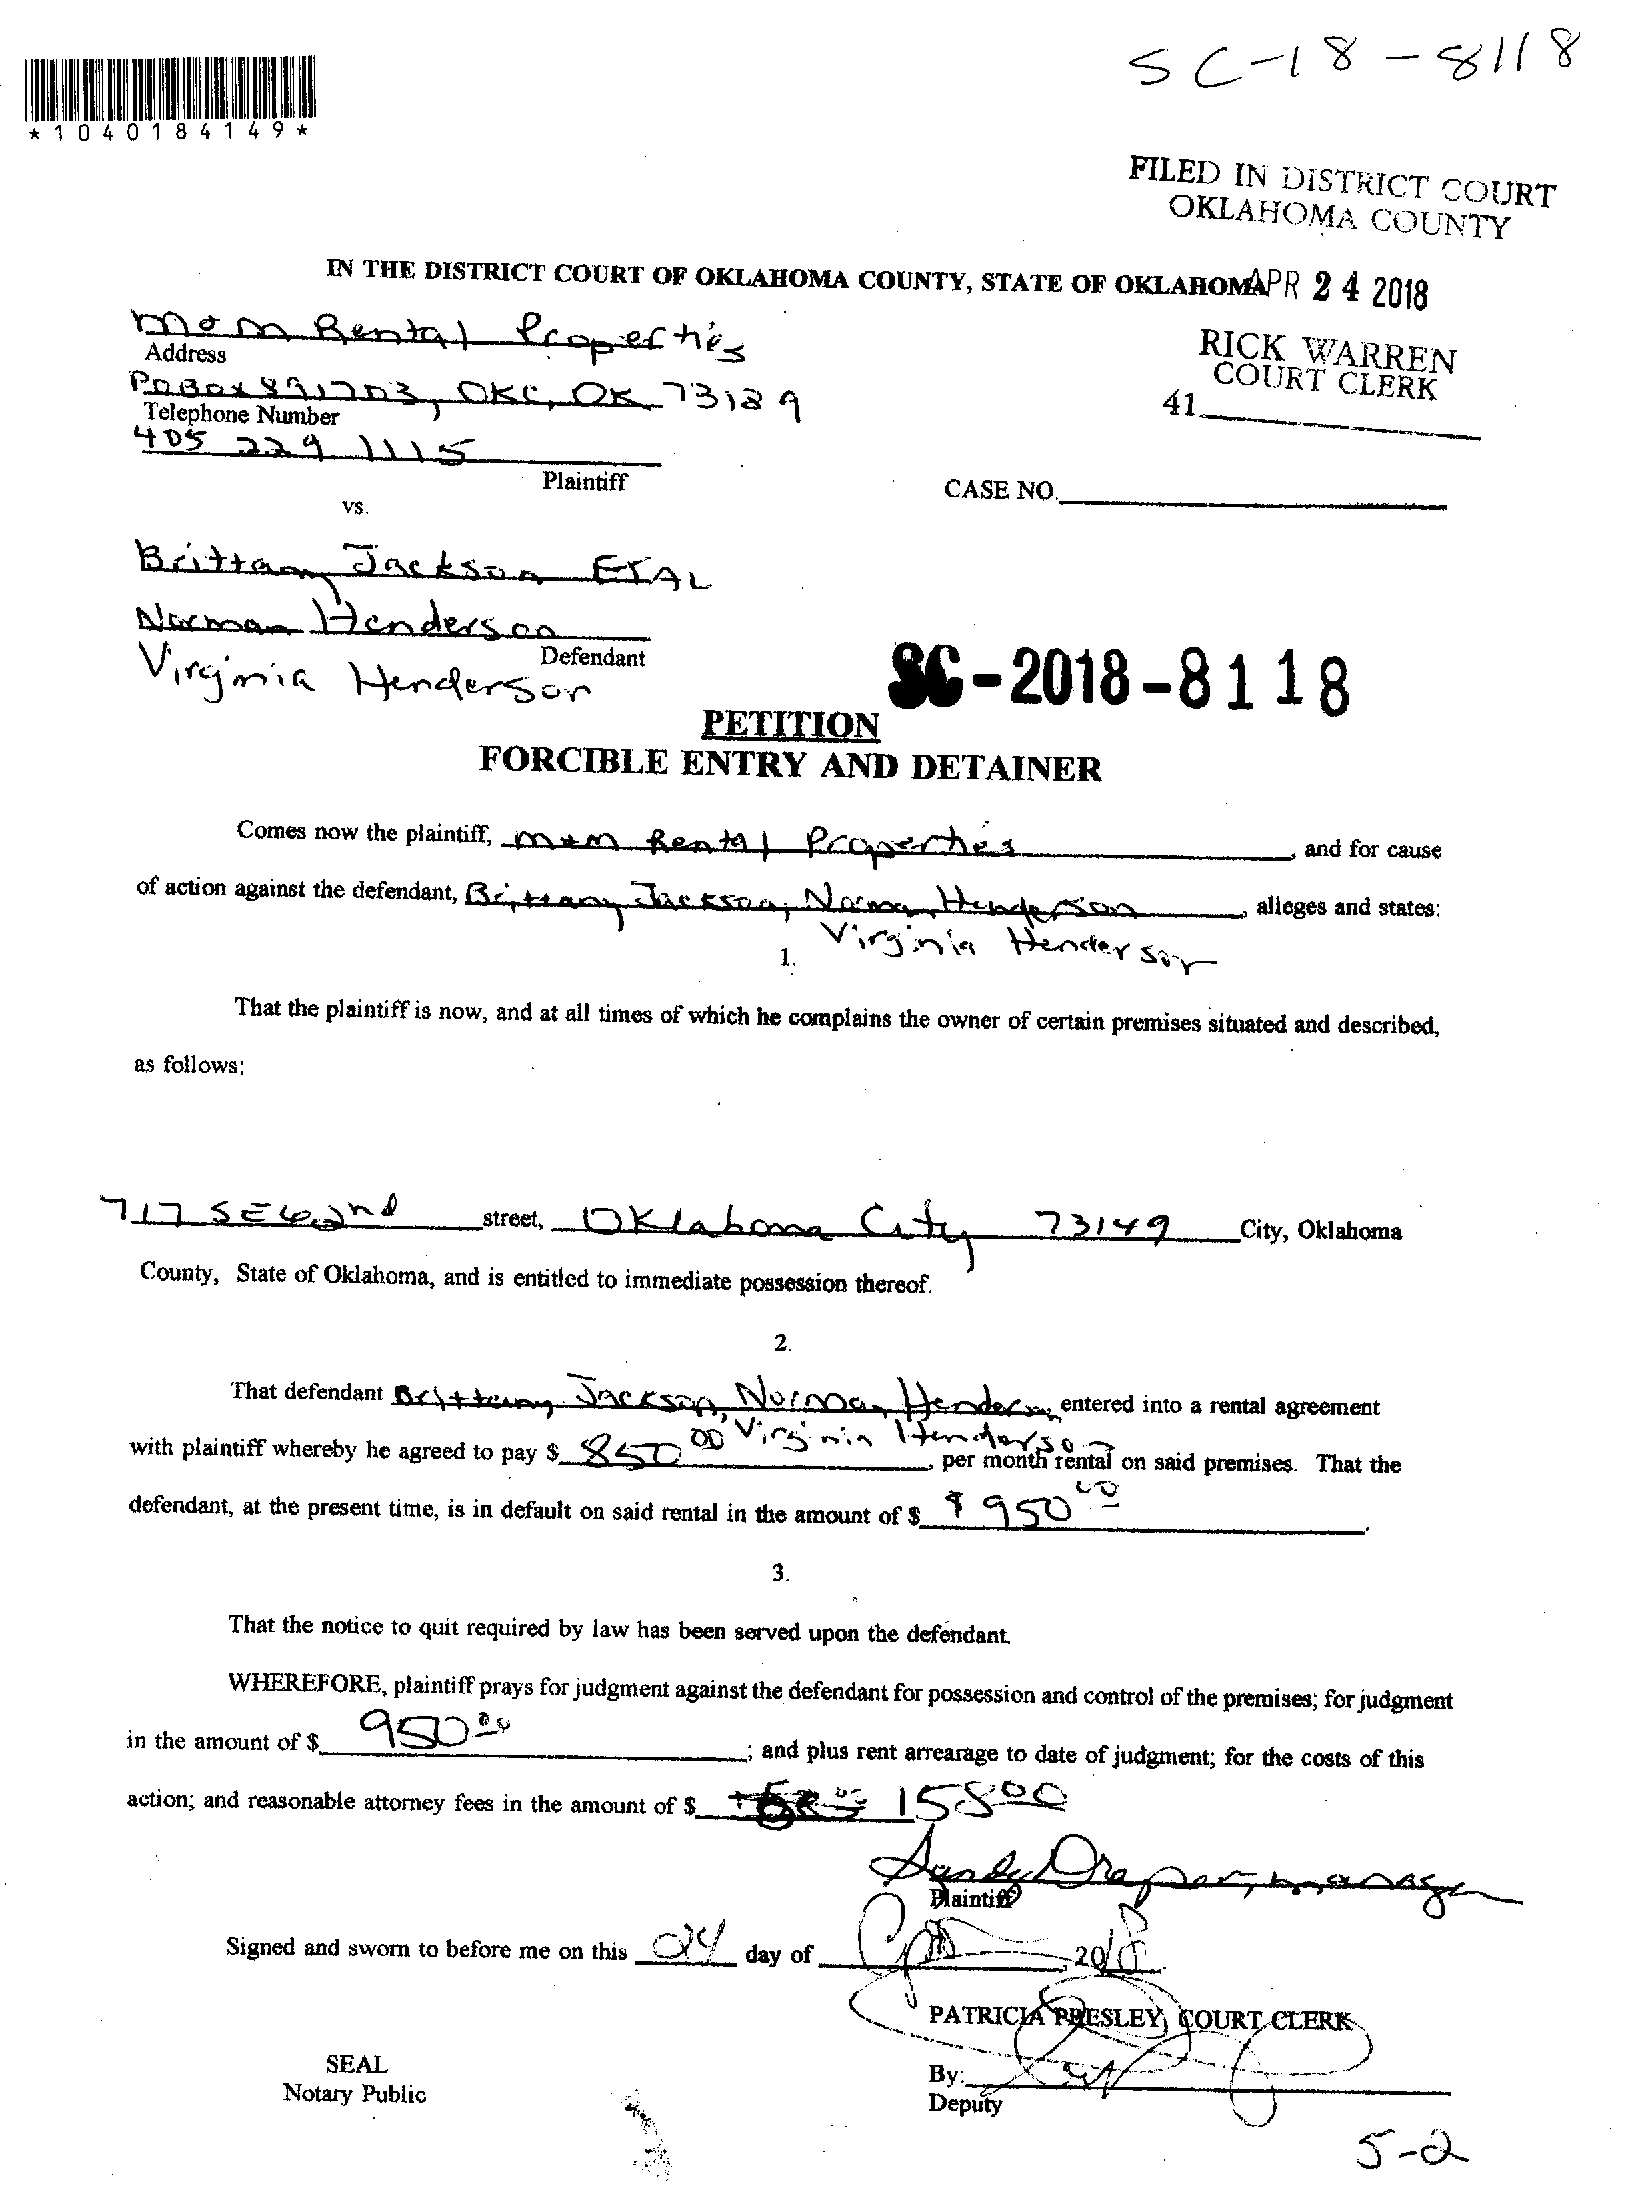 SC-18-8118
*1040184149*
FILED IN DISTRICT COURT
OKLAHOMA COUNTY
IN THE DISTRICT COURT OF OKLAHOMA COUNTY, STATE OF OKLAHOMA
APR 24 2018
M&M Rental Properties
RICK WARREN
COURT CLERK
Address
PO Box 891703, OKC, OK 73189
41
Telephone Number
405 229 1115
Plaintiff
CASE NO.
vs.
Brittany Jackson ETAL
Norman Henderson
Defendant
Virginia Henderson
SC-2018-8118
PETITION
FORCIBLE ENTRY AND DETAINER
Comes now the plaintiff, M+M Rental Properties, and for cause
of action against the defendant, Brittany Jackson, Norman Henderson, alleges and states:
Virginia Henderson
1.
That the plaintiff is now, and at all times of which he complains the owner of certain premises situated and described,
as follows:
717 SE 62nd street, Oklahoma City 73149 City, Oklahoma
County, State of Oklahoma, and is entitled to immediate possession thereof.
2.
That defendant Brittany Jackson, Norman Henderson, entered into a rental agreement
Virginia Henderson
with plaintiff whereby he agreed to pay $ 850 00, per month rental on said premises. That the
defendant, at the present time, is in default on said rental in the amount of $ $ 950 00.
3.
That the notice to quit required by law has been served upon the defendant.
WHEREFORE, plaintiff prays for judgment against the defendant for possession and control of the premises; for judgment
in the amount of $ 950 00; and plus rent arrearage to date of judgment; for the costs of this
action; and reasonable attorney fees in the amount of $ 158 00
Sandy Draper, manager
Plaintiff
Signed and sworn to before me on this 24 day of 2018
PATRICIA PRESLEY, COURT CLERK
SEAL
Notary Public
By:
Deputy
5-2